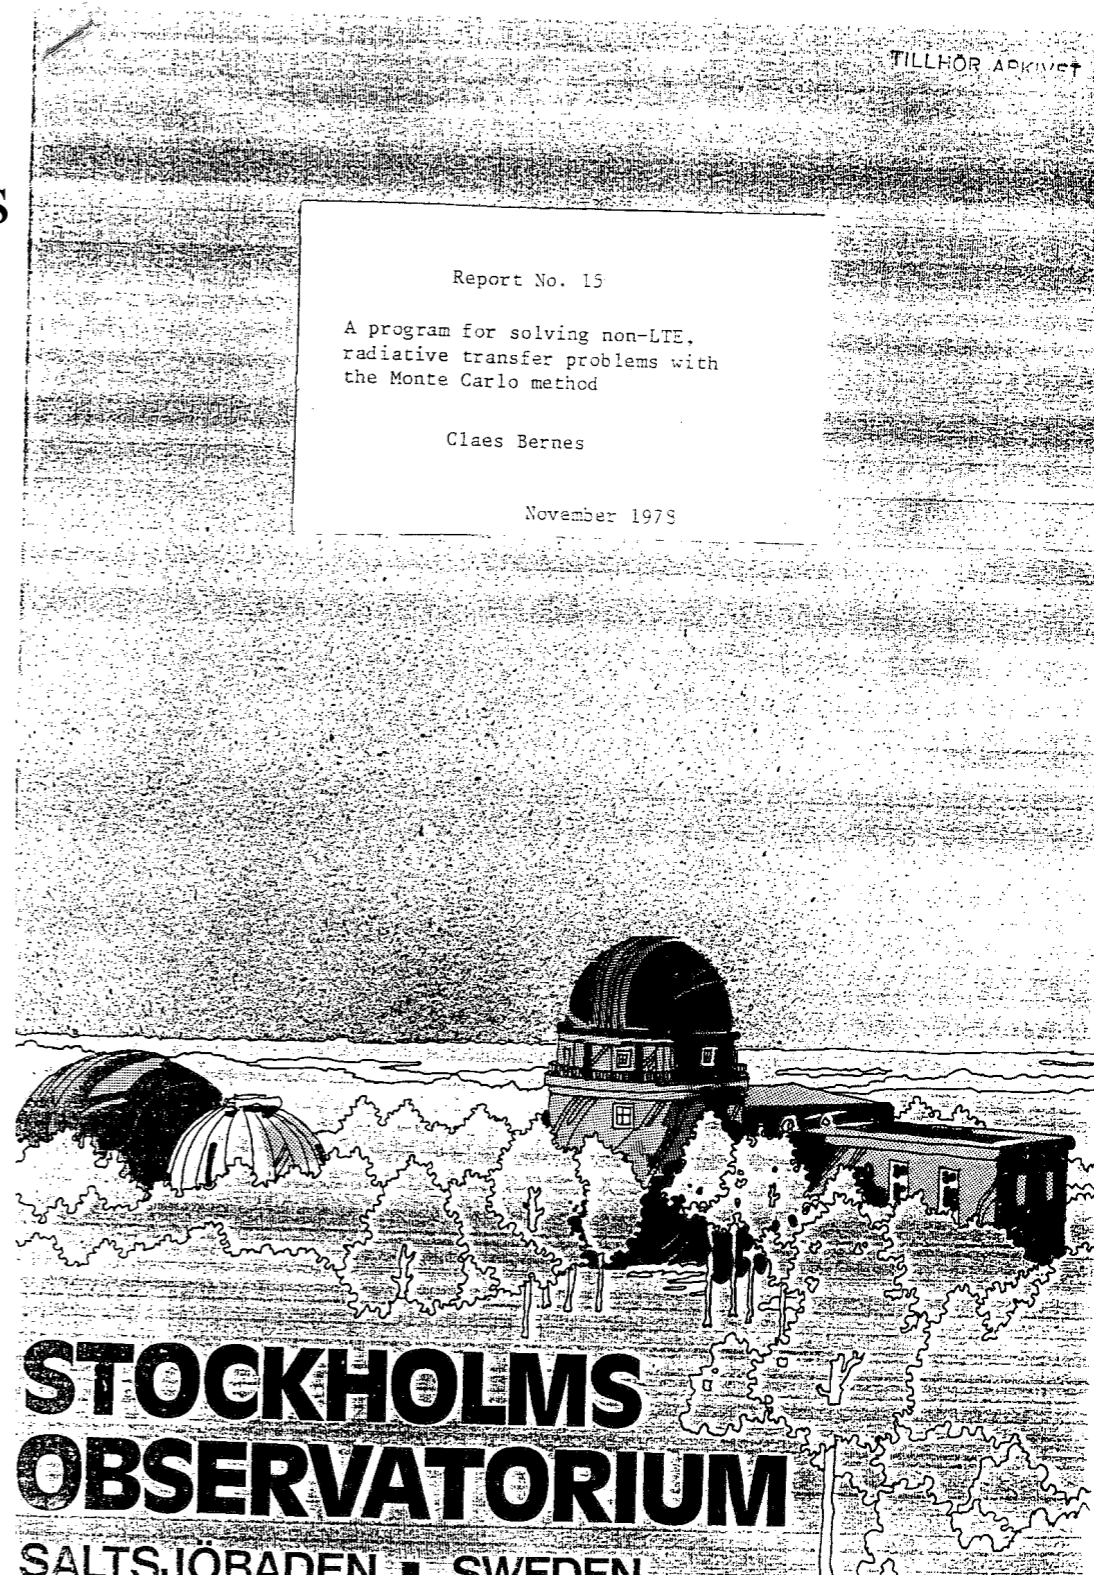 TILLHÖR ARKIVET
S
Report No. 15
A program for solving non-LTE,
radiative transfer problems with
the Monte Carlo method
Claes Bernes
November 1978
STOCKHOLMS
OBSERVATORIUM
SALTSJÖBADEN ▪ SWEDEN